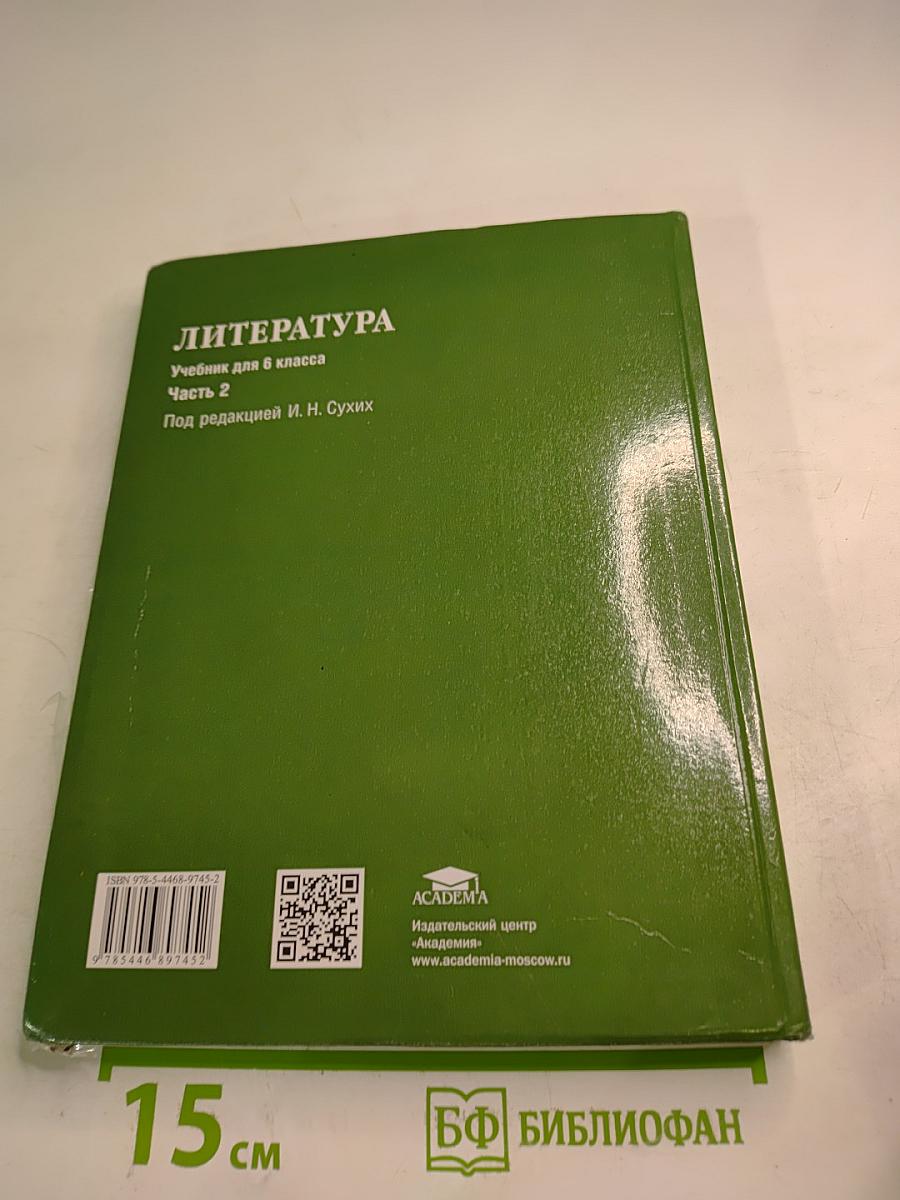 ЛИТЕРАТУРА
Учебник для 6 класса
Часть 2
Под редакцией И. Н. Сухих
ISBN 978-5-4468-9745-2
9 785446 897452
ACADEMA
Издательский центр
«Академия»
www.academia-moscow.ru
15 см
БФ БИБЛИОФАН